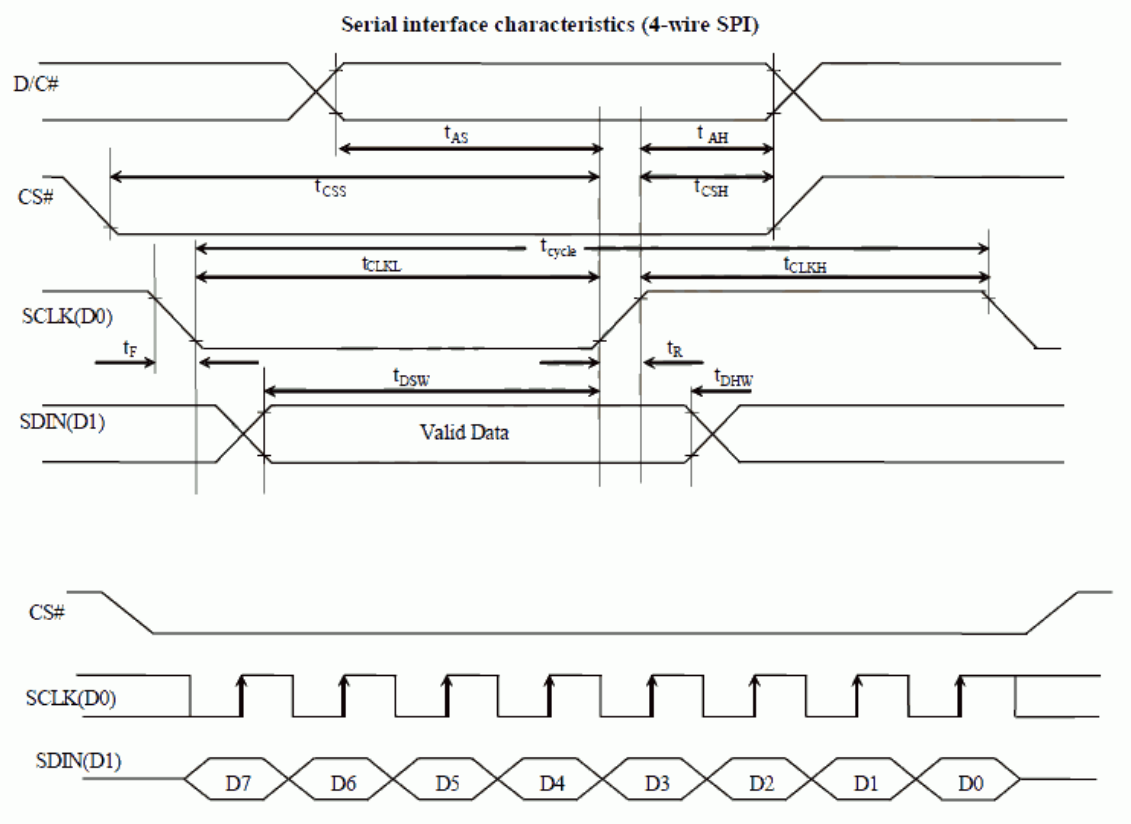 Serial interface characteristics (4-wire SPI)
D/C#
tAS
t AH
CS#
tCSS
tCSH
tcycle
tCLKL
tCLKH
SCLK(D0)
tF
tR
tDSW
tDHW
SDIN(D1)
Valid Data
CS#
SCLK(D0)
SDIN(D1)
D7 D6 D5 D4 D3 D2 D1 D0